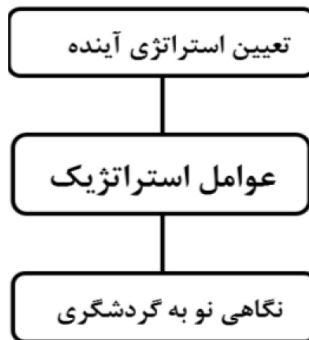 تعیین استراتژی آینده
عوامل استراتژیک
نگاهی نو به گردشگری